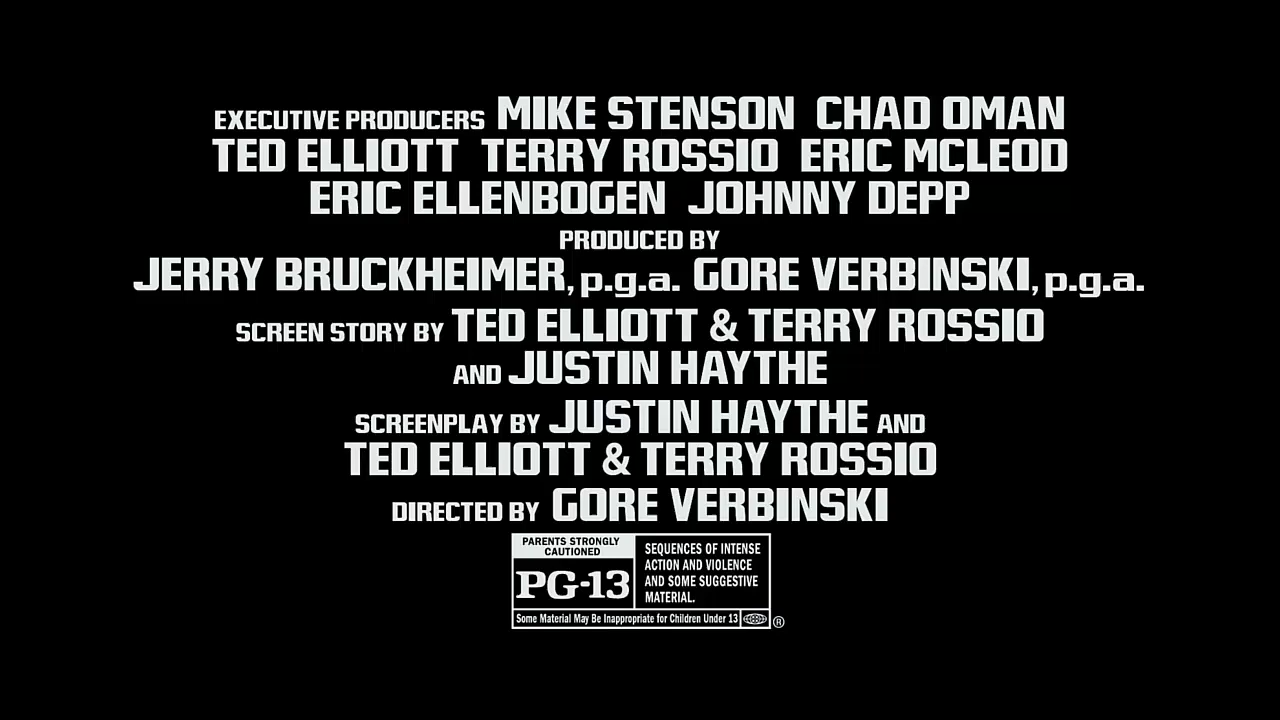 EXECUTIVE PRODUCERS MIKE STENSON CHAD OMAN
TED ELLIOTT TERRY ROSSIO ERIC MCLEOD
ERIC ELLENBOGEN JOHNNY DEPP
PRODUCED BY
JERRY BRUCKHEIMER, p.g.a. GORE VERBINSKI, p.g.a.
SCREEN STORY BY TED ELLIOTT & TERRY ROSSIO
AND JUSTIN HAYTHE
SCREENPLAY BY JUSTIN HAYTHE AND
TED ELLIOTT & TERRY ROSSIO
DIRECTED BY GORE VERBINSKI
PARENTS STRONGLY
CAUTIONED
PG-13
SEQUENCES OF INTENSE
ACTION AND VIOLENCE
AND SOME SUGGESTIVE
MATERIAL.
Some Material May Be Inappropriate for Children Under 13
®